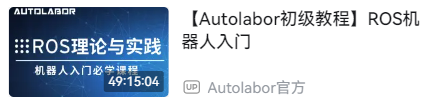 AUTOLABOR
ROS理论与实践
机器人入门必学课程
49:15:04
【Autolabor初级教程】ROS机
器人入门
UP Autolabor官方